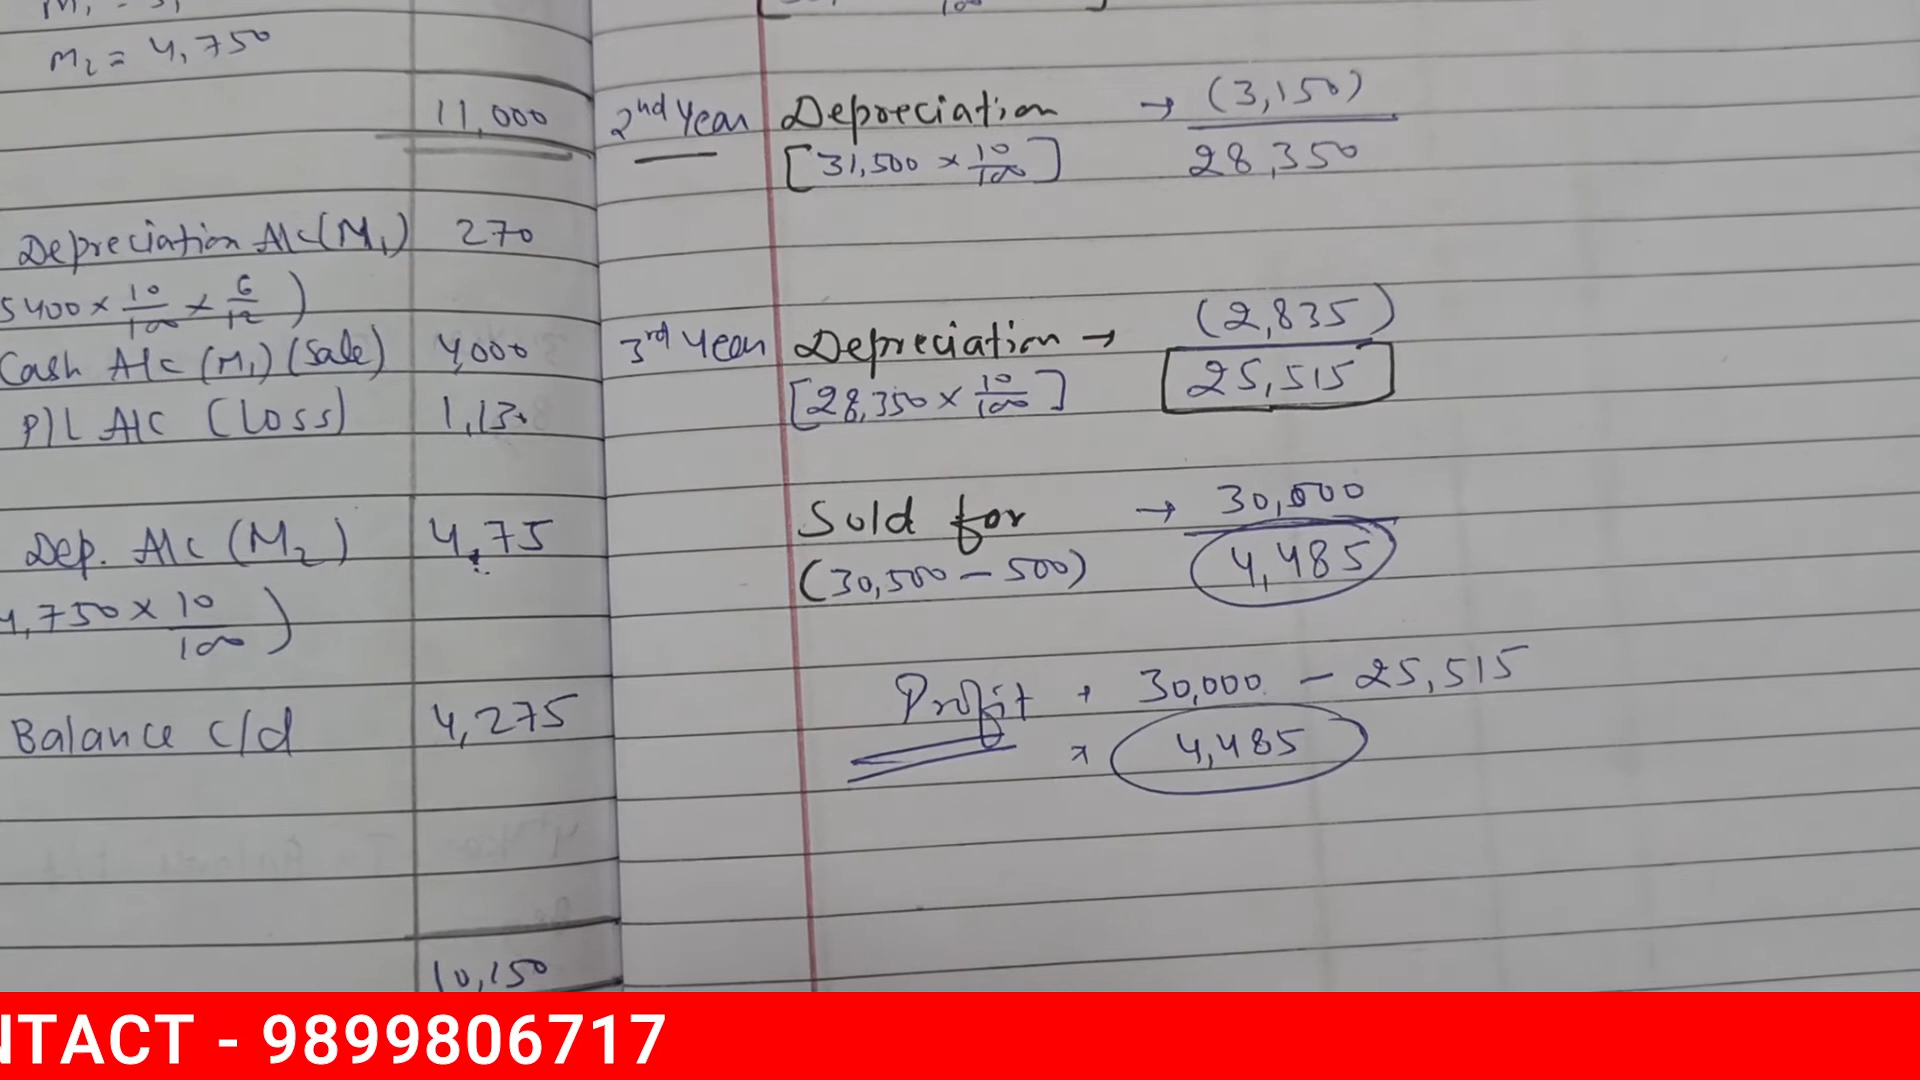 M₂ = 4,750
11,000
Depreciation A/c (M₁) 270
5400 × 10/100 × 6/12 )
Cash A/c (M₁) (Sale) 4,000
P/L A/C (Loss) 1,130
Dep. A/c (M₂) 4,75
4,750 × 10/100 )
Balance c/d 4,275
10,150
2nd Year Depreciation → (3,150)
[31,500 × 10/100] 28,350
3rd Year Depreciation → (2,835)
[28,350 × 10/100] 25,515
Sold for → 30,000
(30,500 – 500) 4,485
Profit 30,000 – 25,515
4,485
NTACT - 9899806717